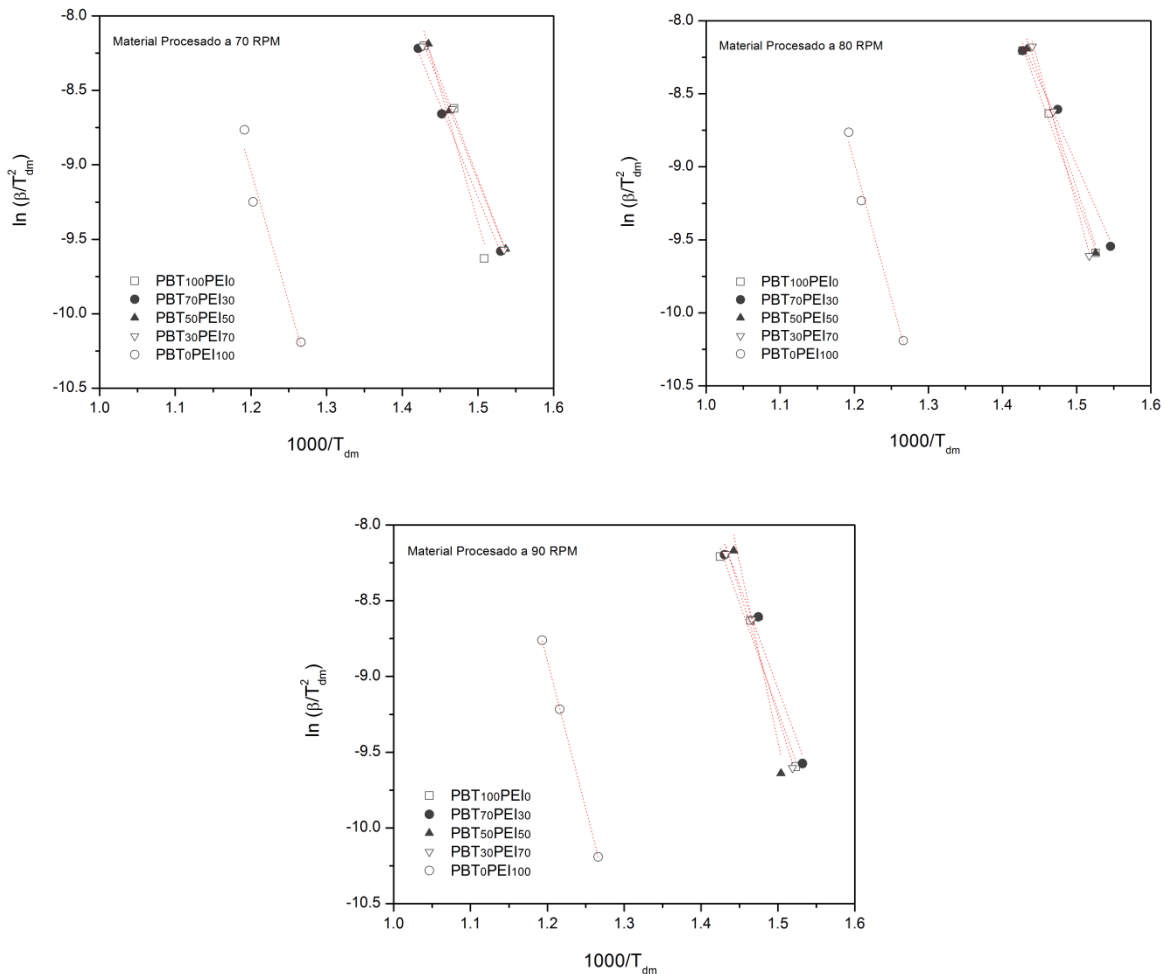 Material Procesado a 70 RPM
ln (β/T²dm)
-8.0
-8.5
-9.0
-9.5
-10.0
-10.5
PBT100PEI0
PBT70PEI30
PBT50PEI50
PBT30PEI70
PBT0PEI100
1.0 1.1 1.2 1.3 1.4 1.5 1.6
1000/Tdm
Material Procesado a 80 RPM
ln (β/T²dm)
-8.0
-8.5
-9.0
-9.5
-10.0
-10.5
PBT100PEI0
PBT70PEI30
PBT50PEI50
PBT30PEI70
PBT0PEI100
1.0 1.1 1.2 1.3 1.4 1.5 1.6
1000/Tdm
Material Procesado a 90 RPM
ln (β/T²dm)
-8.0
-8.5
-9.0
-9.5
-10.0
-10.5
PBT100PEI0
PBT70PEI30
PBT50PEI50
PBT30PEI70
PBT0PEI100
1.0 1.1 1.2 1.3 1.4 1.5 1.6
1000/Tdm